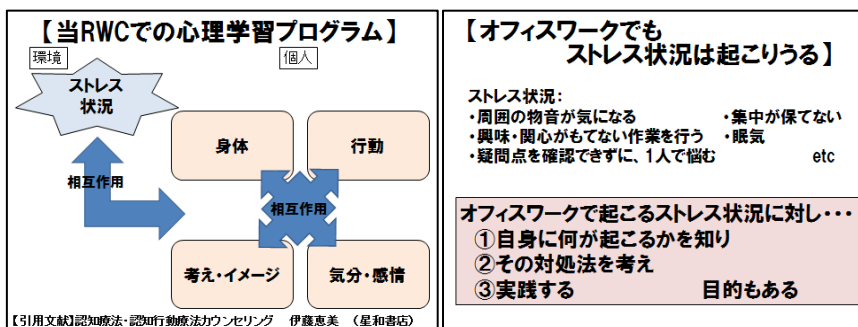 【当RWCでの心理学習プログラム】
環境
個人
ストレス
状況
身体
行動
相互作用
相互作用
考え・イメージ
気分・感情
【引用文献】認知療法・認知行動療法カウンセリング 伊藤恵美 (星和書店)
【オフィスワークでも
ストレス状況は起こりうる】
ストレス状況:
・周囲の物音が気になる ・集中が保てない
・興味・関心がもてない作業を行う ・眠気
・疑問点を確認できずに、1人で悩む etc
オフィスワークで起こるストレス状況に対し・・・
①自身に何が起こるかを知り
②その対処法を考え
③実践する 目的もある